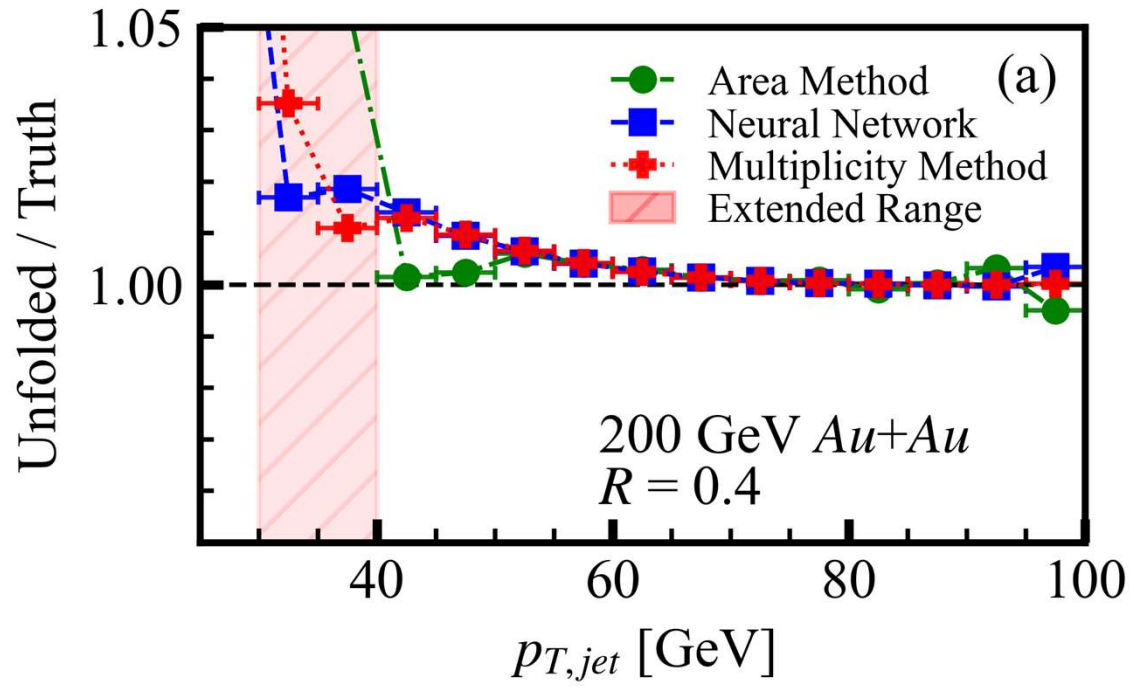 1.05
1.00
Unfolded / Truth
(a)
Area Method
Neural Network
Multiplicity Method
Extended Range
200 GeV Au+Au
R = 0.4
40
60
80
100
p_{T,jet} [GeV]